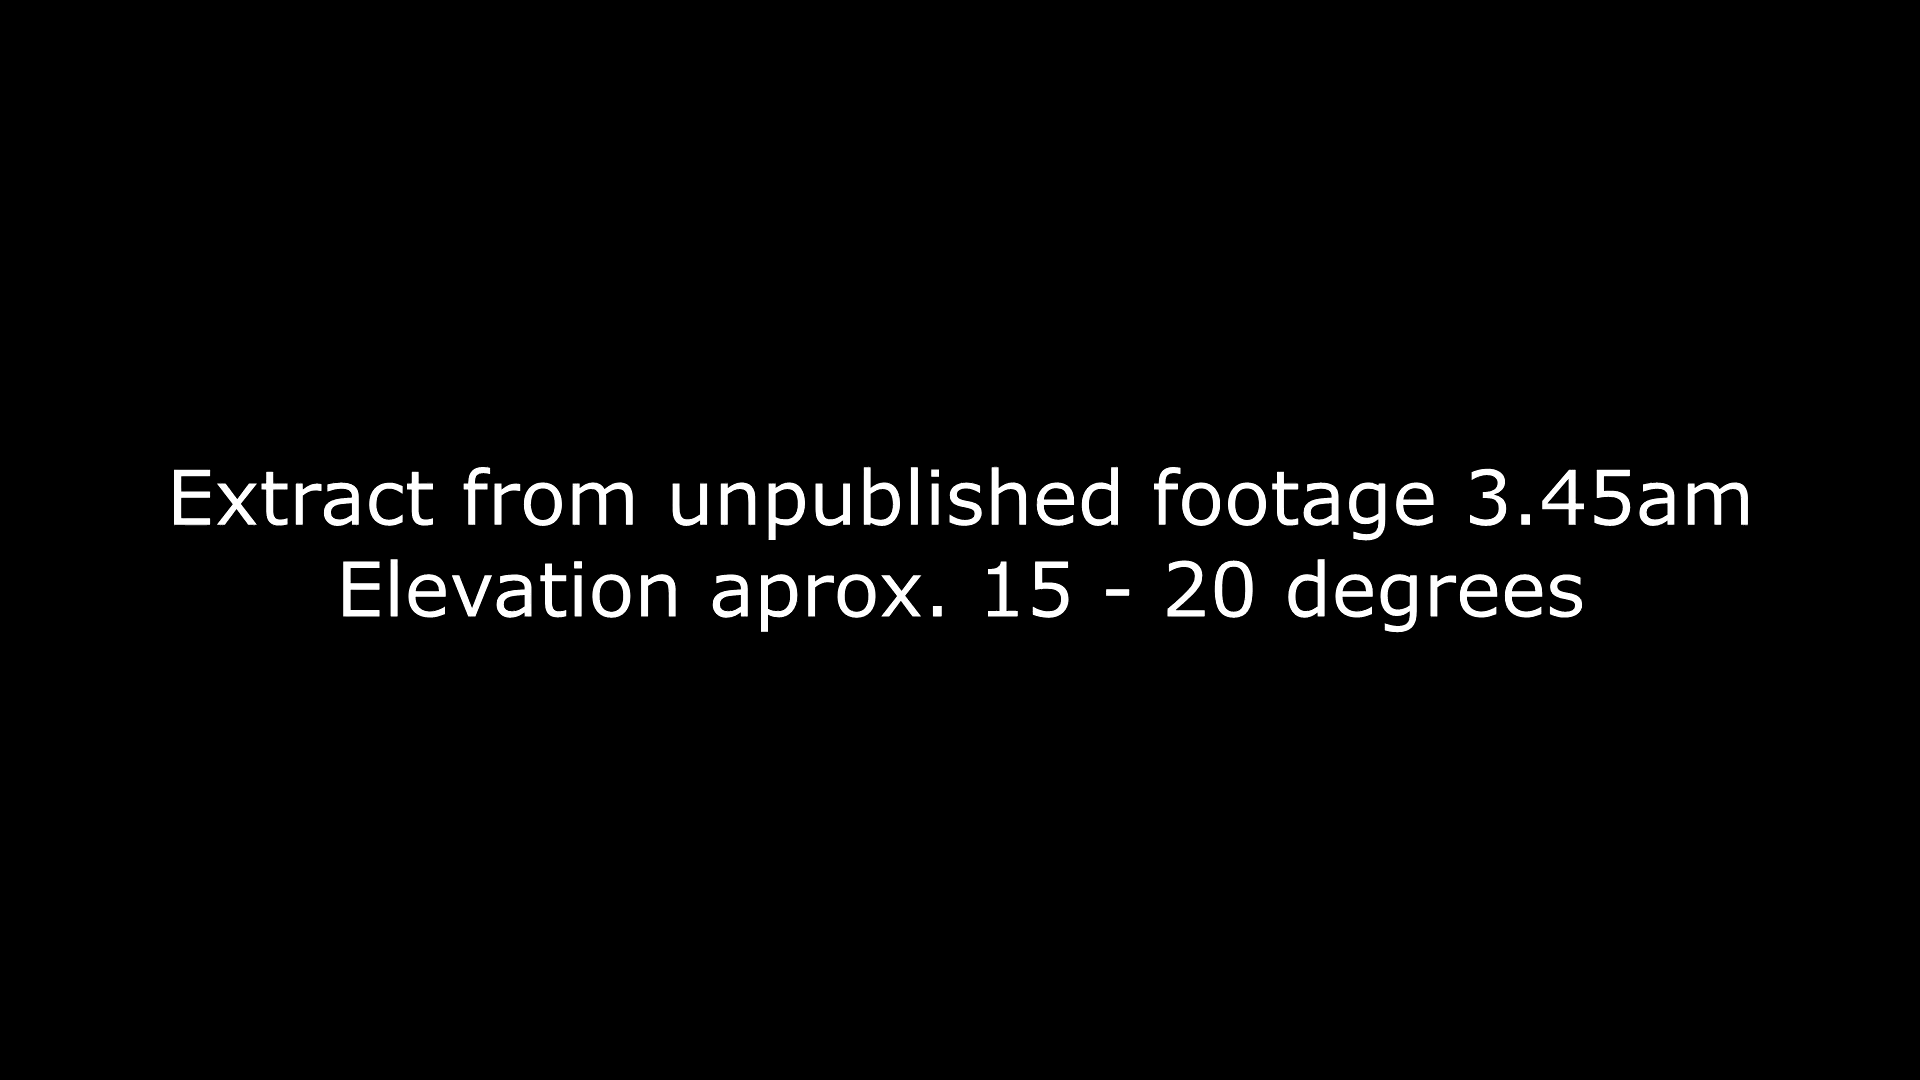 Extract from unpublished footage 3.45am
Elevation aprox. 15 - 20 degrees